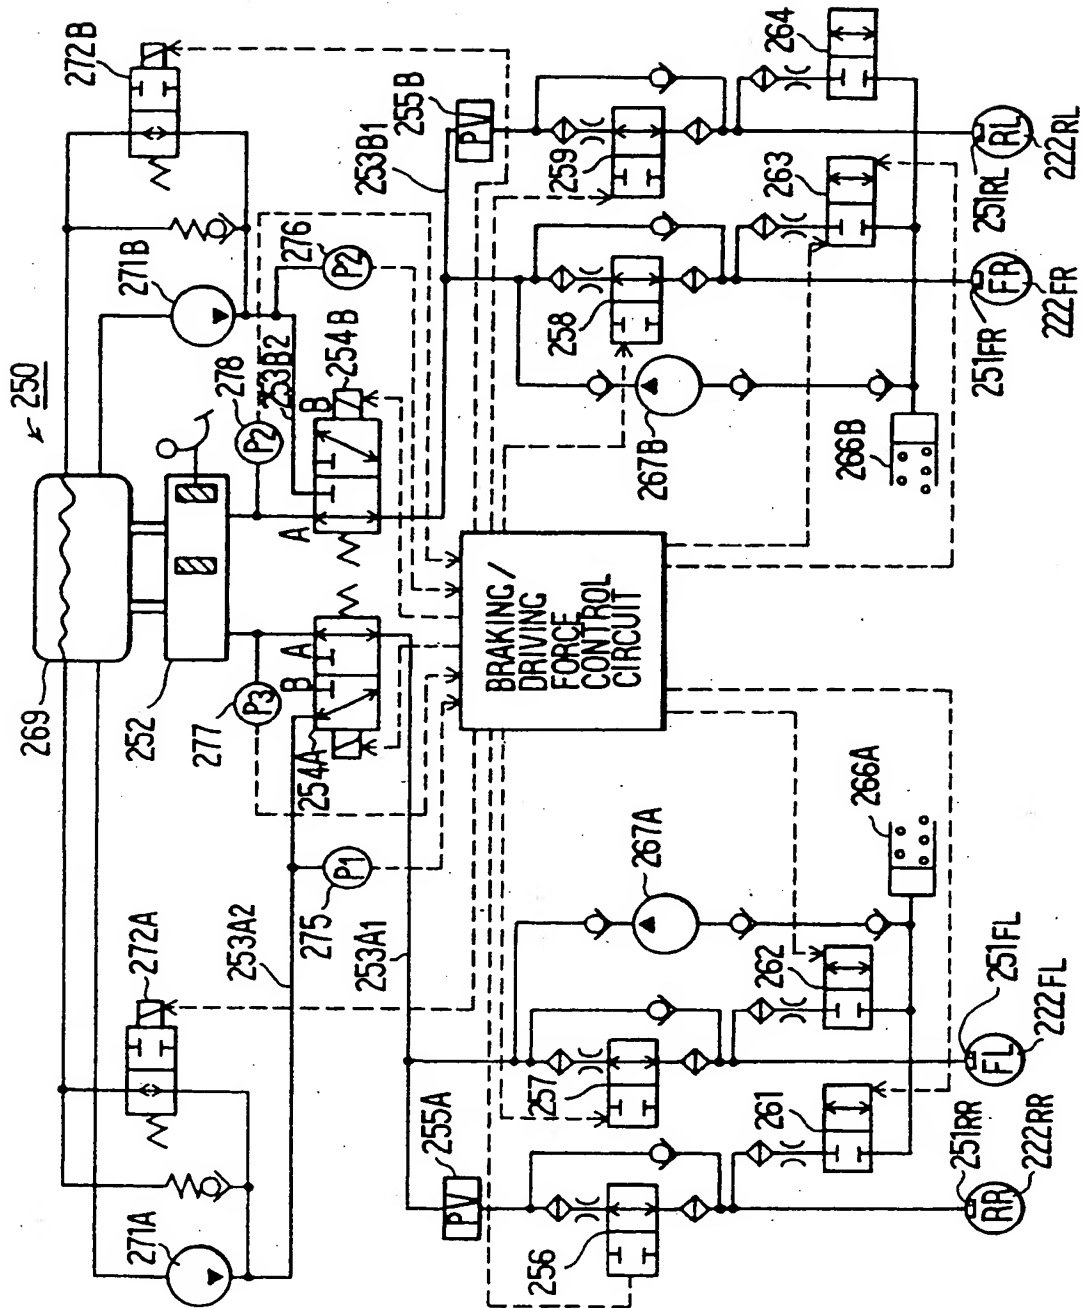 250
269
252
271A
272A
253A2
253A1
275
P1
277
P3
254A
B
A
A
B
254B
253B2
278
P2
271B
272B
276
P2
253B1
255B
PV
255A
PV
BRAKING/
DRIVING
FORCE
CONTROL
CIRCUIT
256
257
258
259
261
262
263
264
266A
266B
267A
267B
251RR
RR
222RR
251FL
FL
222FL
251FR
FR
222FR
251RL
RL
222RL